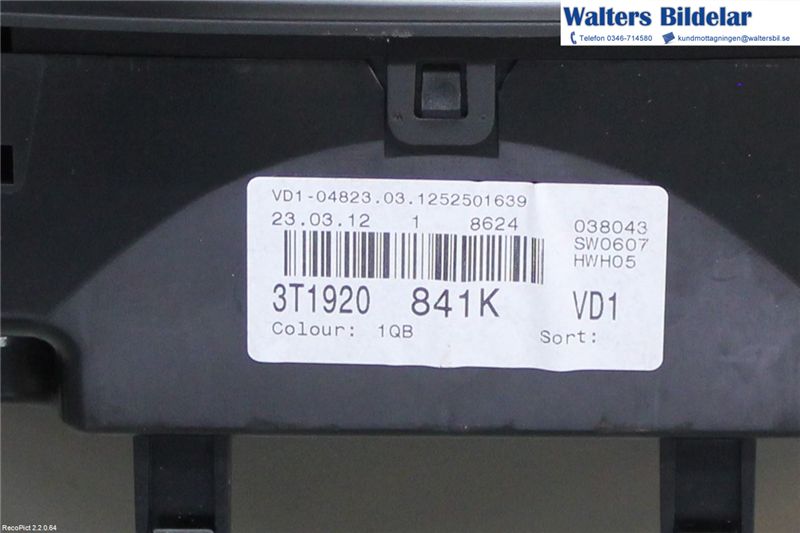 Walters Bildelar
Telefon 0346-714580 kundmottagningen@waltersbil.se
VD1-04823.03.1252501639
23.03.12 1 8624 038043
SW0607
HWH05
3T1920 841K VD1
Colour: 1QB Sort:
RecoPict 2.2.0.64